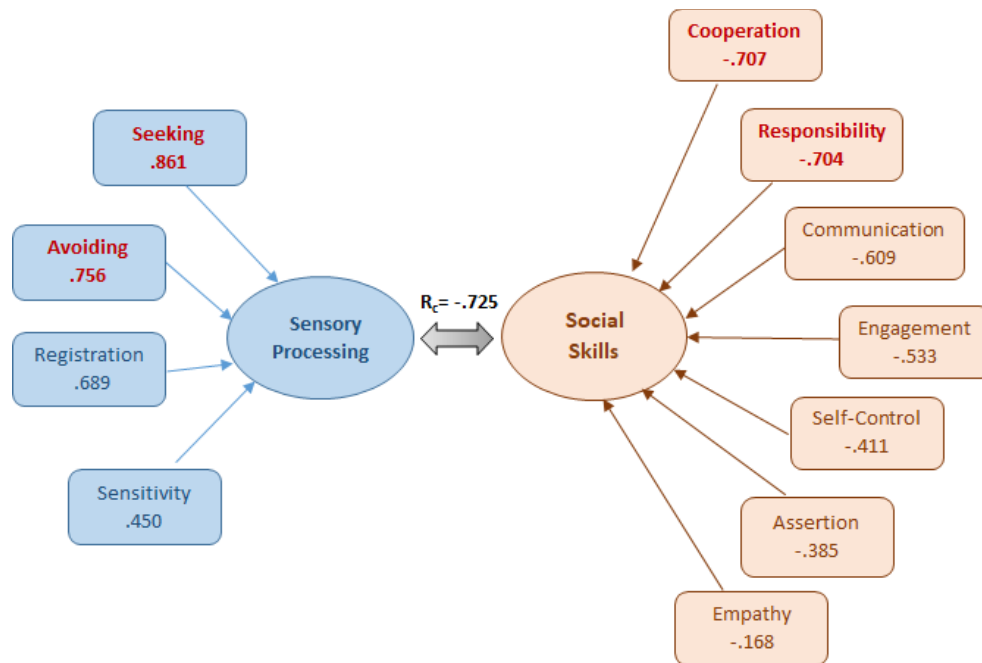 Cooperation
-.707
Seeking
.861
Responsibility
-.704
Avoiding
.756
Communication
-.609
Rc= -.725
Sensory
Processing
Social
Skills
Registration
.689
Engagement
-.533
Self-Control
-.411
Sensitivity
.450
Assertion
-.385
Empathy
-.168